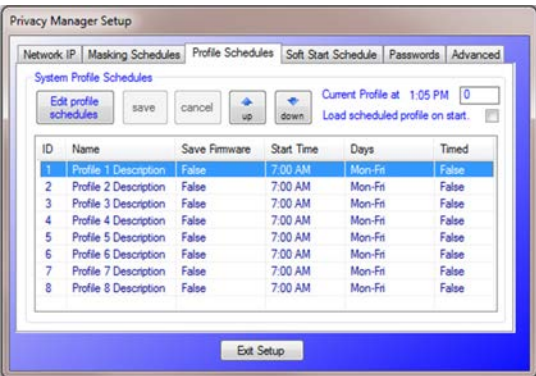 Privacy Manager Setup
Network IP Masking Schedules Profile Schedules Soft Start Schedule Passwords Advanced
System Profile Schedules
Edit profile schedules save cancel up down Current Profile at 1:05 PM 0
Load scheduled profile on start.
ID Name Save Firmware Start Time Days Timed
1 Profile 1 Description False 7:00 AM Mon-Fri False
2 Profile 2 Description False 7:00 AM Mon-Fri False
3 Profile 3 Description False 7:00 AM Mon-Fri False
4 Profile 4 Description False 7:00 AM Mon-Fri False
5 Profile 5 Description False 7:00 AM Mon-Fri False
6 Profile 6 Description False 7:00 AM Mon-Fri False
7 Profile 7 Description False 7:00 AM Mon-Fri False
8 Profile 8 Description False 7:00 AM Mon-Fri False
Exit Setup